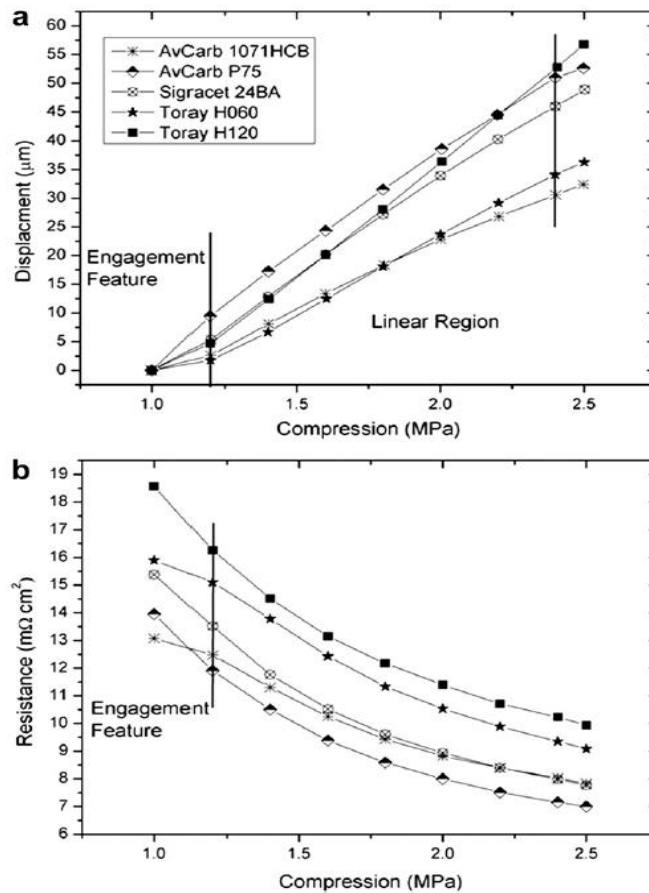 a
60
55
50
45
40
35
30
25
20
15
10
5
0
Displacment (μm)
AvCarb 1071HCB
AvCarb P75
Sigracet 24BA
Toray H060
Toray H120
Engagement
Feature
Linear Region
1.0 1.5 2.0 2.5
Compression (MPa)
b
19
18
17
16
15
14
13
12
11
10
9
8
7
6
Resistance (mΩ cm²)
Engagement
Feature
1.0 1.5 2.0 2.5
Compression (MPa)